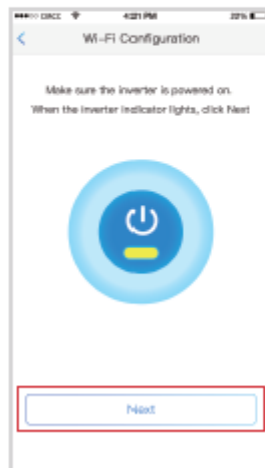 4:21 PM
22%
Wi-Fi Configuration
Make sure the inverter is powered on.
When the inverter indicator lights, click Next
Next